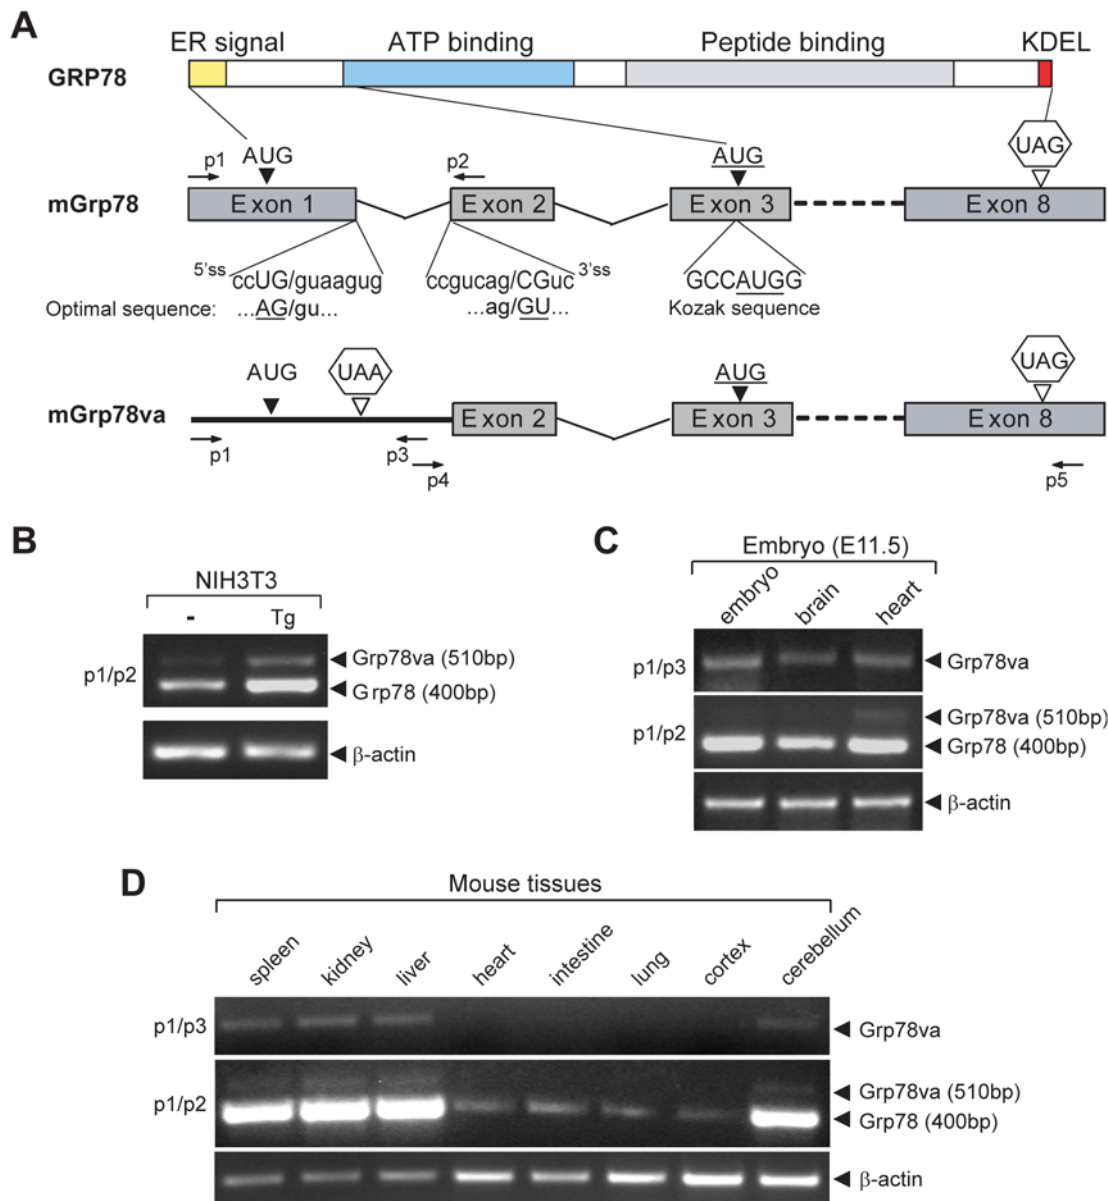 A
ER signal ATP binding Peptide binding KDEL
GRP78
AUG AUG UAG
p1 p2
mGrp78 Exon 1 Exon 2 Exon 3 Exon 8
5'ss ccUG/guaagug ccgucag/CGuc 3'ss GCCAUGG
Optimal sequence: ...AG/gu... ...ag/GU... Kozak sequence
AUG UAA AUG UAG
mGrp78va Exon 2 Exon 3 Exon 8
p1 p3 p4 p5
B
NIH3T3
- Tg
p1/p2 Grp78va (510bp)
Grp78 (400bp)
β-actin
C
Embryo (E11.5)
embryo brain heart
p1/p3 Grp78va
p1/p2 Grp78va (510bp)
Grp78 (400bp)
β-actin
D
Mouse tissues
spleen kidney liver heart intestine lung cortex cerebellum
p1/p3 Grp78va
p1/p2 Grp78va (510bp)
Grp78 (400bp)
β-actin